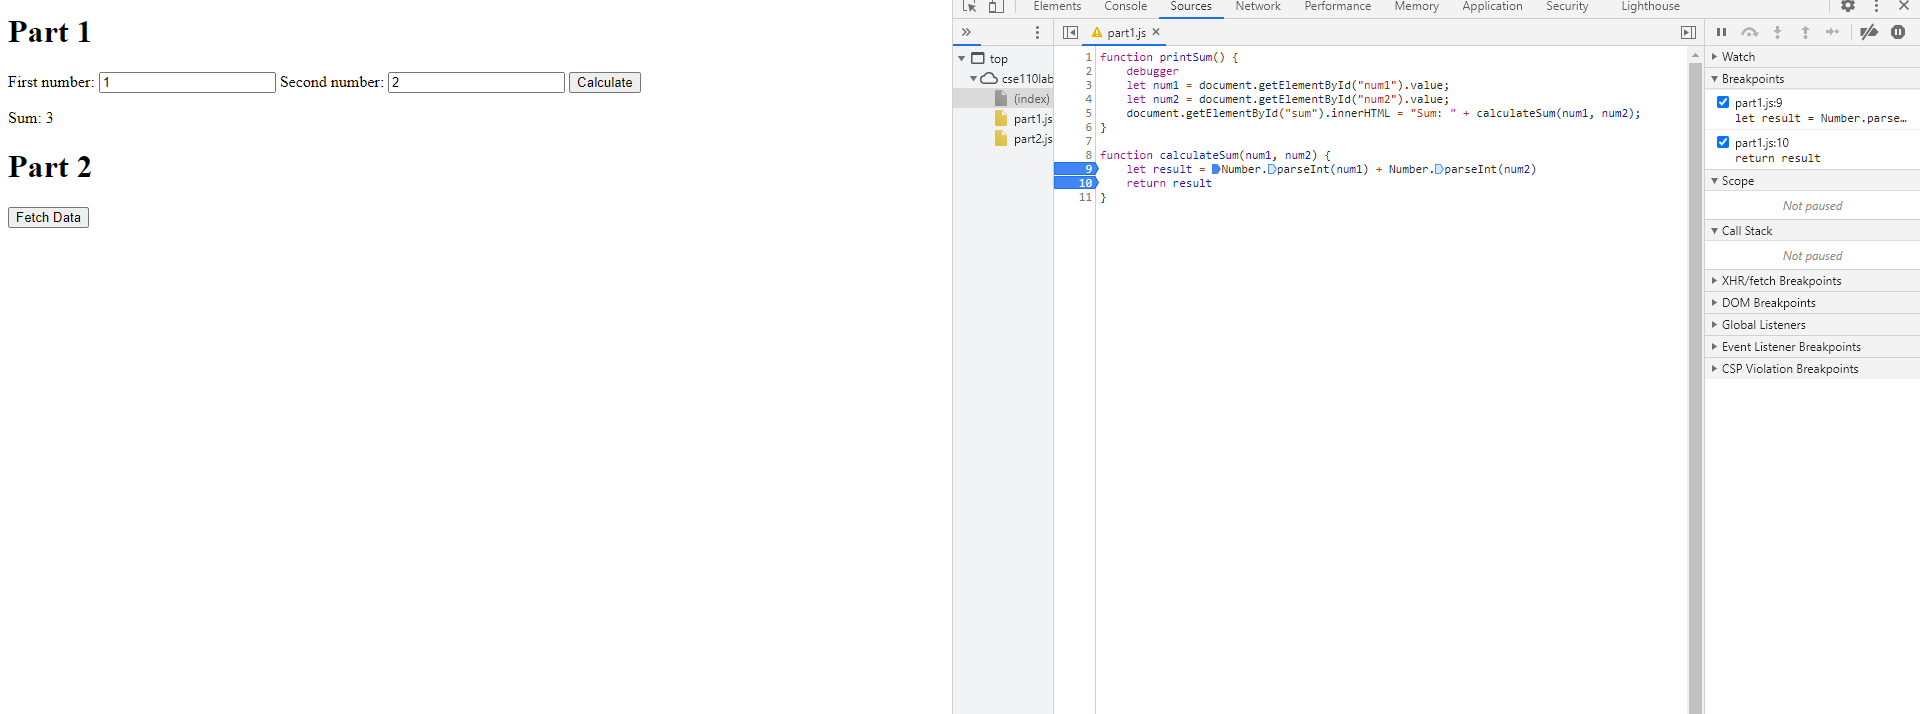 Part 1
First number: 1 Second number: 2 Calculate
Sum: 3
Part 2
Fetch Data
Elements Console Sources Network Performance Memory Application Security Lighthouse
part1.js
top
cse110lab
(index)
part1.js
part2.js
1 function printSum() {
2 debugger
3 let num1 = document.getElementById("num1").value;
4 let num2 = document.getElementById("num2").value;
5 document.getElementById("sum").innerHTML = "Sum: " + calculateSum(num1, num2);
6 }
7
8 function calculateSum(num1, num2) {
9 let result = Number.parseInt(num1) + Number.parseInt(num2)
10 return result
11 }
Watch
Breakpoints
part1.js:9
let result = Number.parse…
part1.js:10
return result
Scope
Not paused
Call Stack
Not paused
XHR/fetch Breakpoints
DOM Breakpoints
Global Listeners
Event Listener Breakpoints
CSP Violation Breakpoints